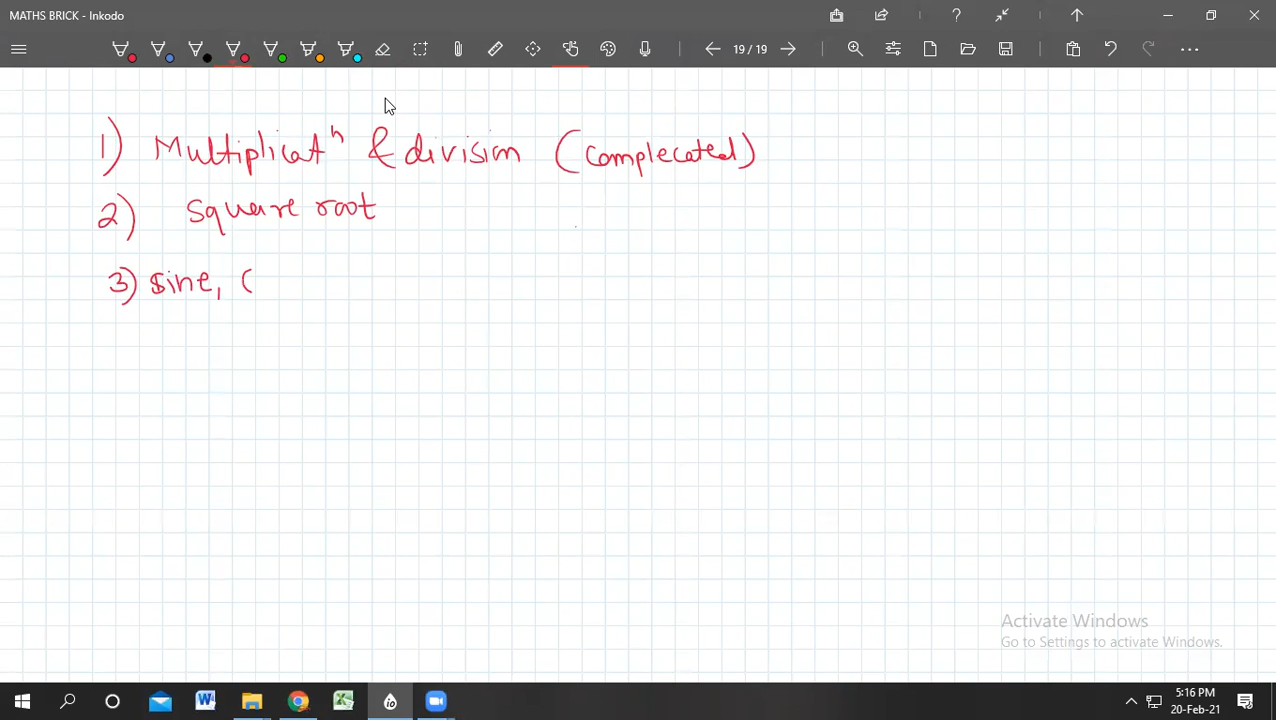 MATHS BRICK - Inkodo
19 / 19
1) Multiplicatⁿ & division (complecated)
2) Square root
3) Sine, (
Activate Windows
Go to Settings to activate Windows.
5:16 PM
20-Feb-21